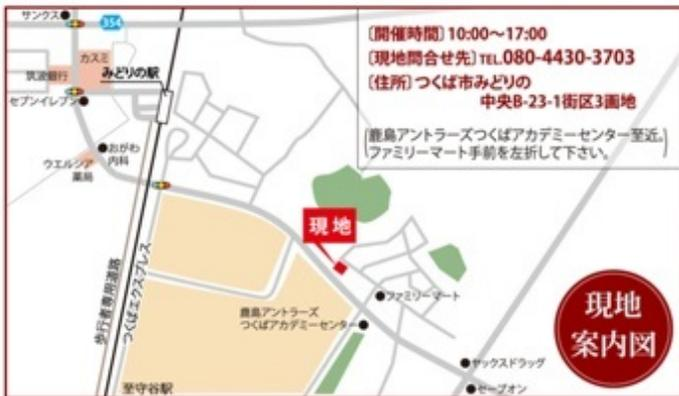 サンクス
354
カスミ
みどりの駅
筑波銀行
セブンイレブン
おがわ
内科
ウエルシア
薬局
歩行者専用道路
つくばエクスプレス
至守谷駅
現地
ファミリーマート
鹿島アントラーズ
つくばアカデミーセンター
ヤックスドラッグ
セーブオン
〔開催時間〕10:00〜17:00
〔現地問合せ先〕TEL.080-4430-3703
〔住所〕つくば市みどりの
中央B-23-1街区3画地
(鹿島アントラーズつくばアカデミーセンター至近。
ファミリーマート手前を左折して下さい。)
現地
案内図